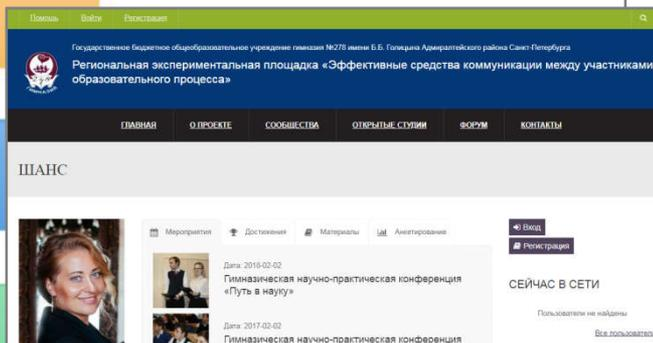 Помощь Войти Регистрация
Государственное бюджетное общеобразовательное учреждение гимназия №278 имени Б.Б. Голицына Адмиралтейского района Санкт-Петербурга
Региональная экспериментальная площадка «Эффективные средства коммуникации между участниками
образовательного процесса»
ГЛАВНАЯ О ПРОЕКТЕ СООБЩЕСТВА ОТКРЫТЫЕ СТУДИИ ФОРУМ КОНТАКТЫ
ШАНС
Мероприятия Достижения Материалы Анкетирование
Вход
Регистрация
Дата: 2018-02-02
Гимназическая научно-практическая конференция
«Путь в науку»
СЕЙЧАС В СЕТИ
Пользователи не найдены
Все пользователи
Дата: 2017-02-02
Гимназическая научно-практическая конференция